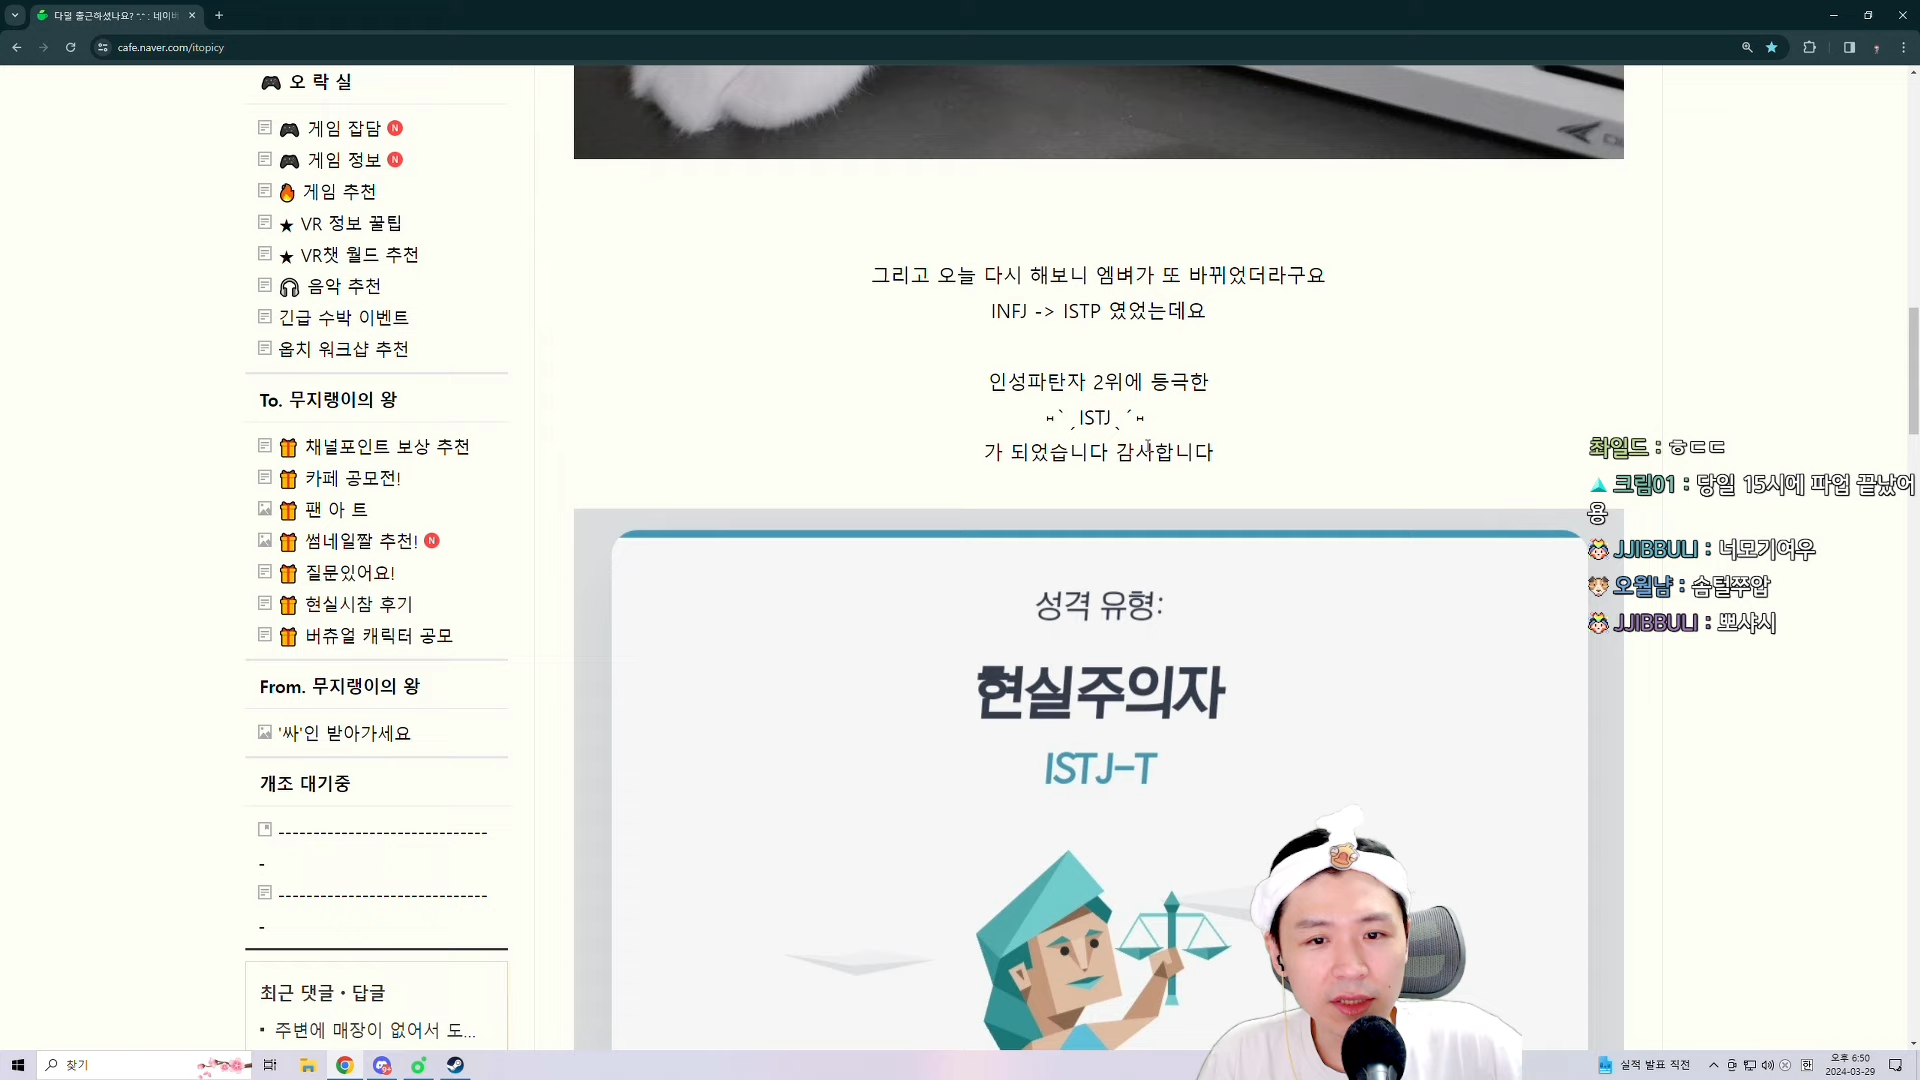 다덜 출근하셨나요? ^.^ : 네이버
cafe.naver.com/itopicy
오 락 실
게임 잡담 N
게임 정보 N
게임 추천
★ VR 정보 꿀팁
★ VR챗 월드 추천
음악 추천
긴급 수박 이벤트
옵치 워크샵 추천
To. 무지랭이의 왕
채널포인트 보상 추천
카페 공모전!
팬 아 트
썸네일짤 추천! N
질문있어요!
현실시참 후기
버츄얼 캐릭터 공모
From. 무지랭이의 왕
'싸'인 받아가세요
개조 대기중
------------------------------
-
------------------------------
-
최근 댓글 · 답글
주변에 매장이 없어서 도...
그리고 오늘 다시 해보니 엠벼가 또 바뀌었더라구요
INFJ -> ISTP 였었는데요
인성파탄자 2위에 등극한
ISTJ
가 되었습니다 감사합니다
성격 유형:
현실주의자
ISTJ-T
최일드 : ㅎㄷㄷ
크림01 : 당일 15시에 파업 끝났어
용
JJIBBULI : 너모기여우
오월냠 : 솜털쭈압
JJIBBULI : 뽀샤시
찾기
실적 발표 직전
한
오후 6:50
2024-03-29